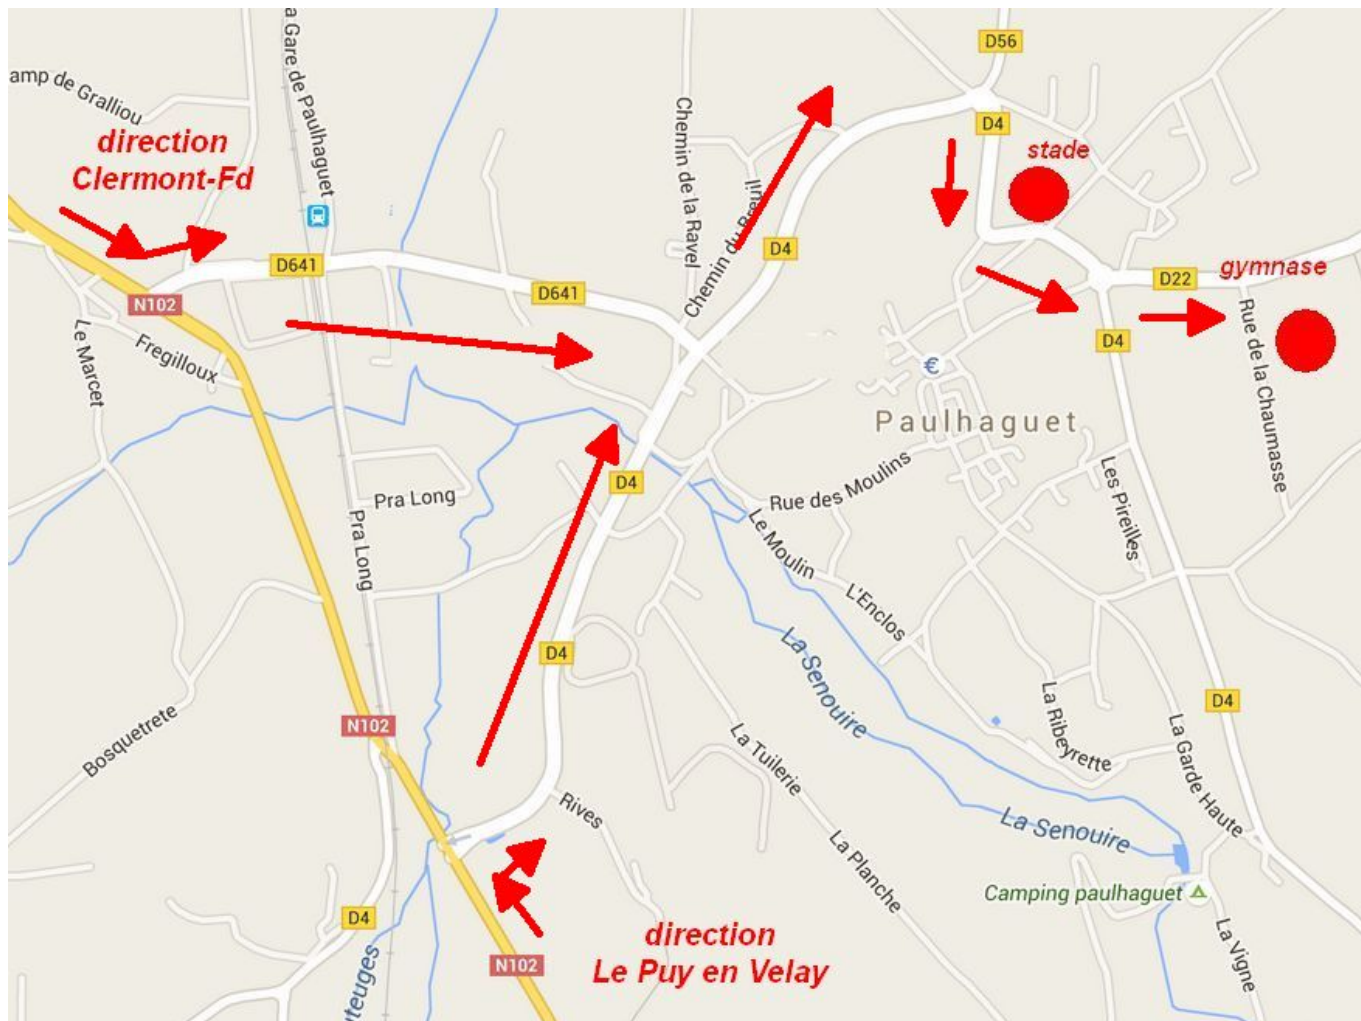 La Gare de Paulhaguet
D56
amp de Gralliou
direction
Clermont-Fd
Chemin de la Ravel
D4
stade
Chemin du Breuil
D4
D641
D641
N102
D22
gymnase
Le Marcet
Fregilloux
D4
Rue de la Chaumasse
€
Paulhaguet
D4
Pra Long
Pra Long
Rue des Moulins
Les Pireilles
Le Moulin
L'Enclos
D4
La Senouire
N102
La Ribeyrette
D4
Bosquetrete
La Tuilerie
La Garde Haute
Rives
La Planche
La Senouire
Camping paulhaguet
D4
direction
Le Puy en Velay
N102
La Vigne
uteuges